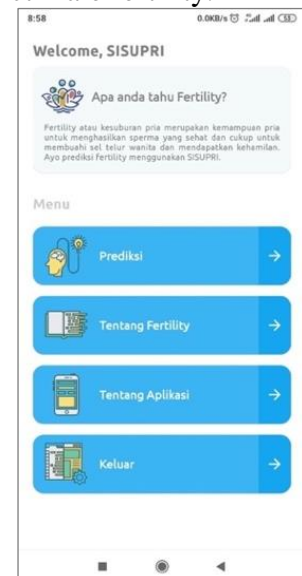 8:58
0.0KB/s
Welcome, SISUPRI
Apa anda tahu Fertility?
Fertility atau kesuburan pria merupakan kemampuan pria
untuk menghasilkan sperma yang sehat dan cukup untuk
membuahi sel telur wanita dan mendapatkan kehamilan.
Ayo prediksi fertility menggunakan SISUPRI.
Menu
Prediksi
Tentang Fertility
Tentang Aplikasi
Keluar